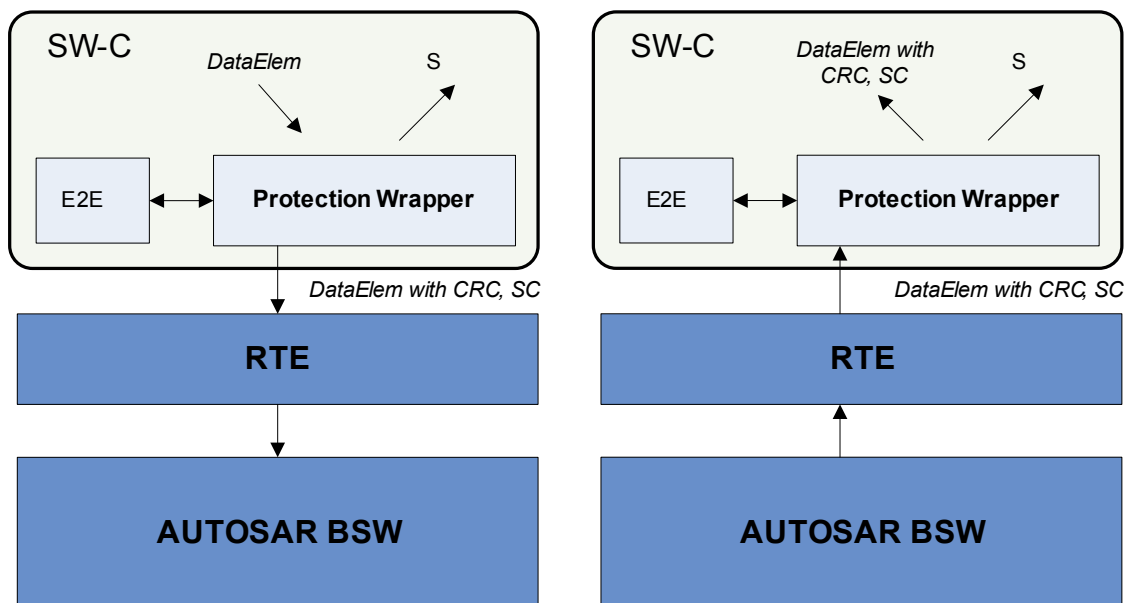 SW-C
DataElem
S
E2E
Protection Wrapper
DataElem with CRC, SC
RTE
AUTOSAR BSW
SW-C
DataElem with
CRC, SC
S
E2E
Protection Wrapper
DataElem with CRC, SC
RTE
AUTOSAR BSW